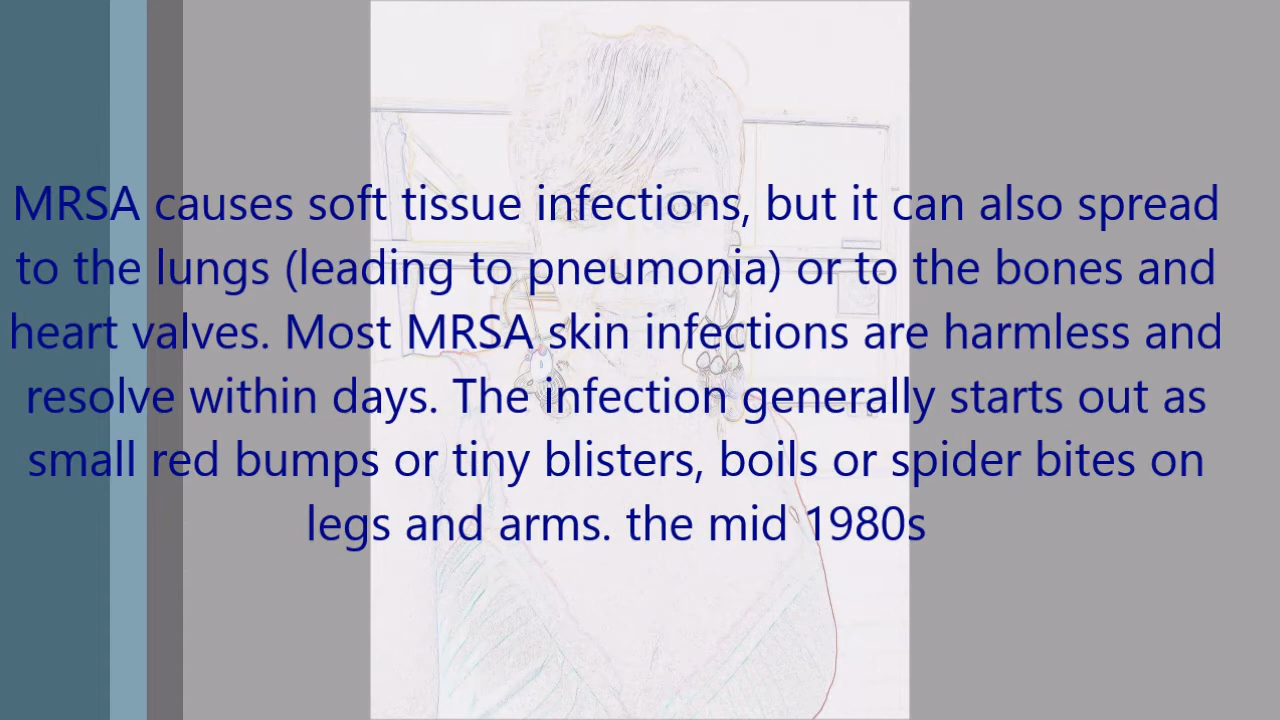 MRSA causes soft tissue infections, but it can also spread
to the lungs (leading to pneumonia) or to the bones and
heart valves. Most MRSA skin infections are harmless and
resolve within days. The infection generally starts out as
small red bumps or tiny blisters, boils or spider bites on
legs and arms. the mid 1980s